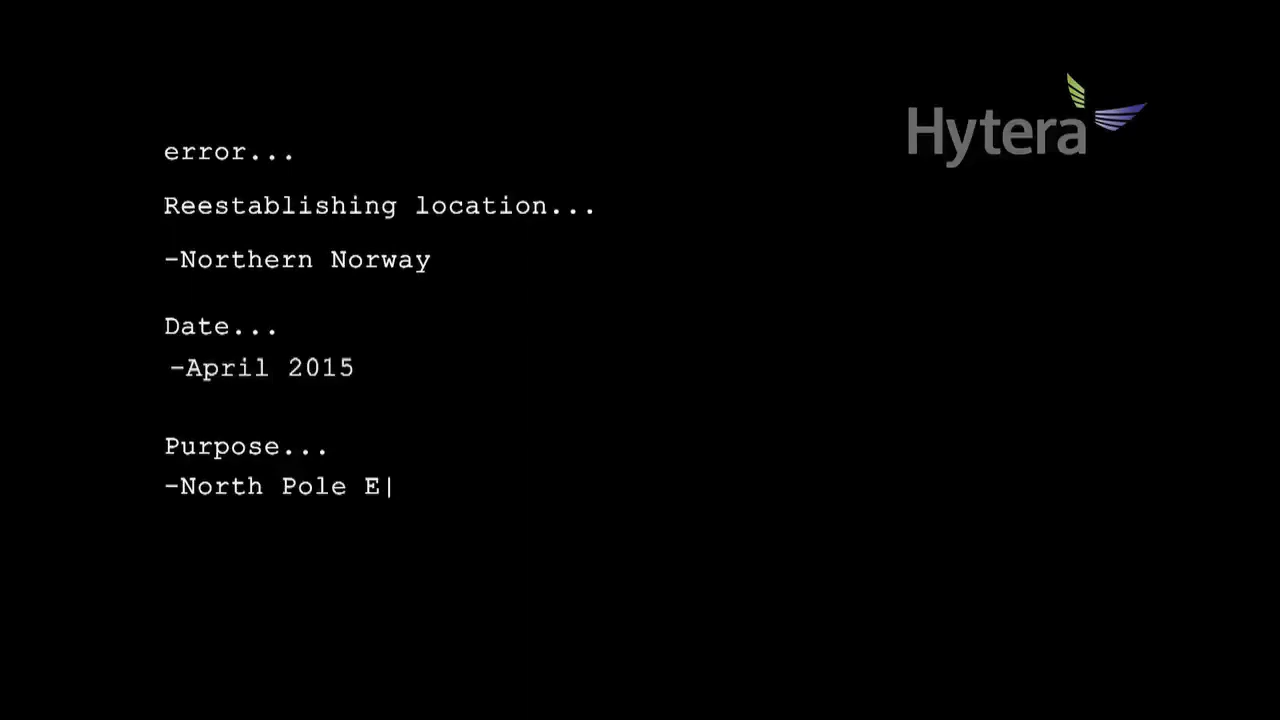 Hytera
error...
Reestablishing location...
-Northern Norway
Date...
-April 2015
Purpose...
-North Pole E|